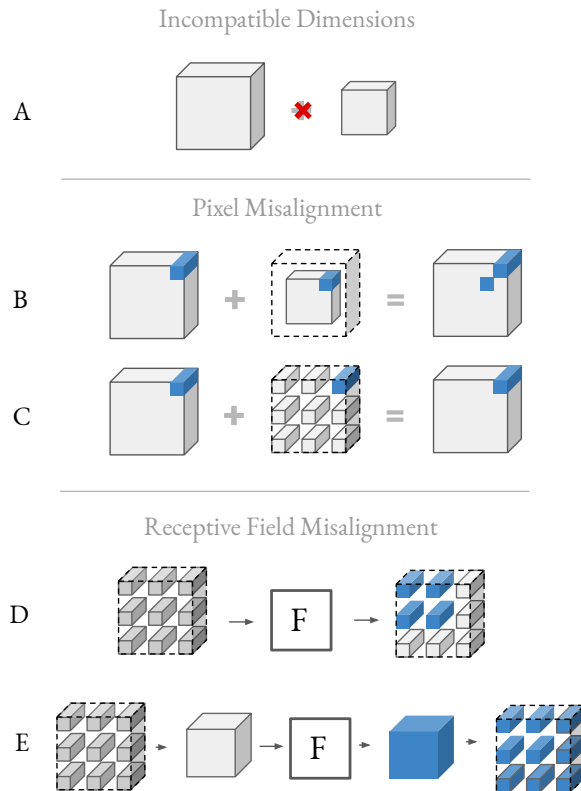 Incompatible Dimensions
A
Pixel Misalignment
B
C
Receptive Field Misalignment
D
F
E
F